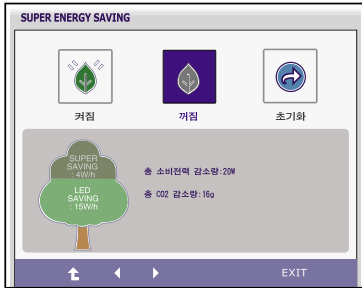 SUPER ENERGY SAVING
켜짐
꺼짐
초기화
SUPER
SAVING
: 4W/h
LED
SAVING
: 15W/h
총 소비전력 감소량:20W
총 CO2 감소량:16g
EXIT